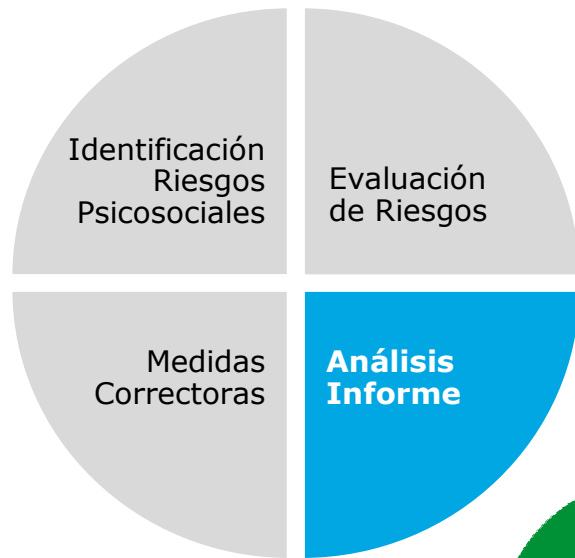 Identificación
Riesgos
Psicosociales
Evaluación
de Riesgos
Medidas
Correctoras
Análisis
Informe